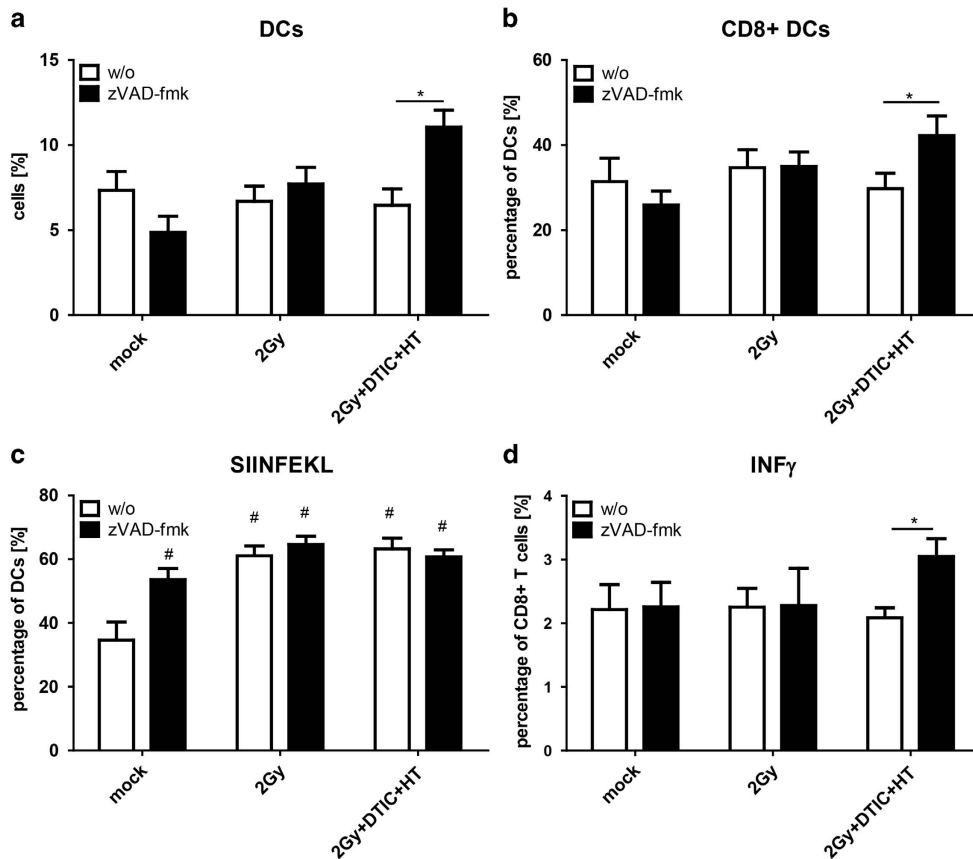 a
DCs
w/o
zVAD-fmk
*
cells [%]
15
10
5
0
mock
2Gy
2Gy+DTIC+HT
b
CD8+ DCs
w/o
zVAD-fmk
*
percentage of DCs [%]
60
40
20
0
mock
2Gy
2Gy+DTIC+HT
c
SIINFEKL
w/o
zVAD-fmk
# # # # #
percentage of DCs [%]
80
60
40
20
0
mock
2Gy
2Gy+DTIC+HT
d
INFγ
w/o
zVAD-fmk
*
percentage of CD8+ T cells [%]
4
3
2
1
0
mock
2Gy
2Gy+DTIC+HT